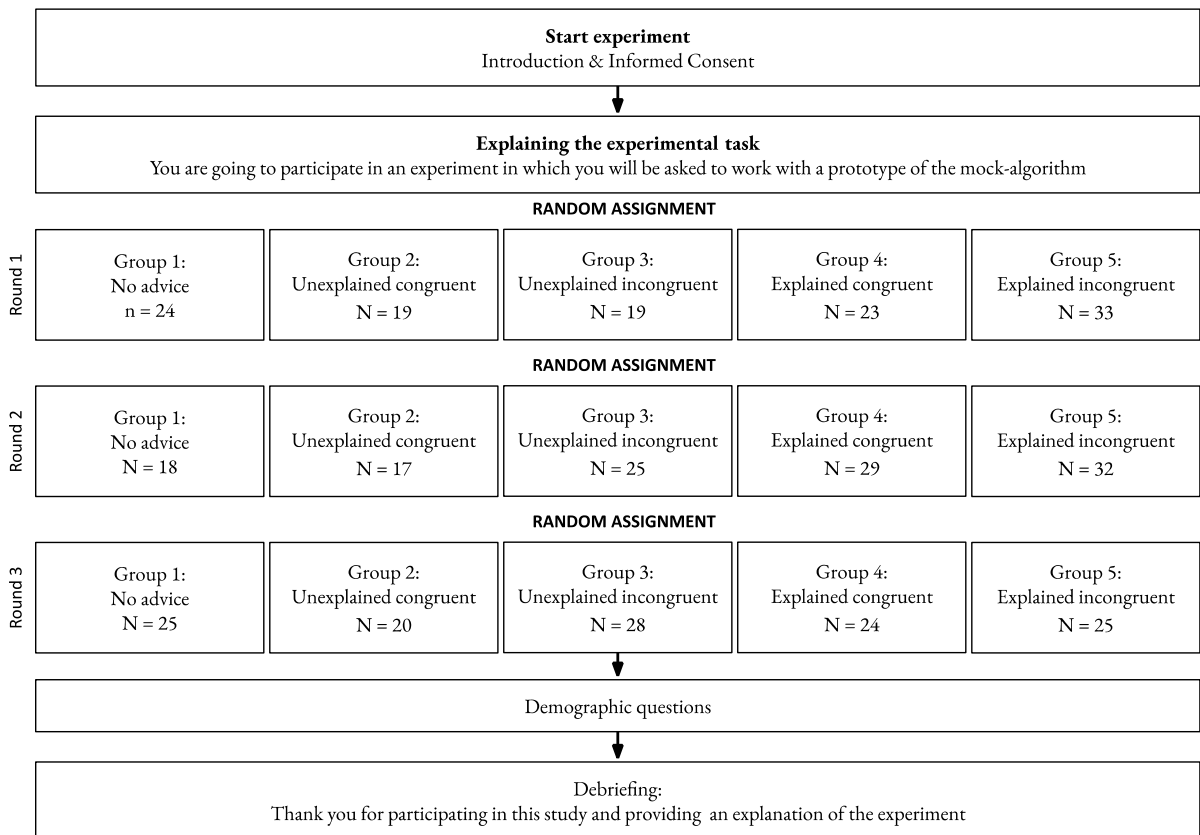 Start experiment
Introduction & Informed Consent
Explaining the experimental task
You are going to participate in an experiment in which you will be asked to work with a prototype of the mock-algorithm
RANDOM ASSIGNMENT
Round 1
Group 1:
No advice
n = 24
Group 2:
Unexplained congruent
N = 19
Group 3:
Unexplained incongruent
N = 19
Group 4:
Explained congruent
N = 23
Group 5:
Explained incongruent
N = 33
RANDOM ASSIGNMENT
Round 2
Group 1:
No advice
N = 18
Group 2:
Unexplained congruent
N = 17
Group 3:
Unexplained incongruent
N = 25
Group 4:
Explained congruent
N = 29
Group 5:
Explained incongruent
N = 32
RANDOM ASSIGNMENT
Round 3
Group 1:
No advice
N = 25
Group 2:
Unexplained congruent
N = 20
Group 3:
Unexplained incongruent
N = 28
Group 4:
Explained congruent
N = 24
Group 5:
Explained incongruent
N = 25
Demographic questions
Debriefing:
Thank you for participating in this study and providing an explanation of the experiment